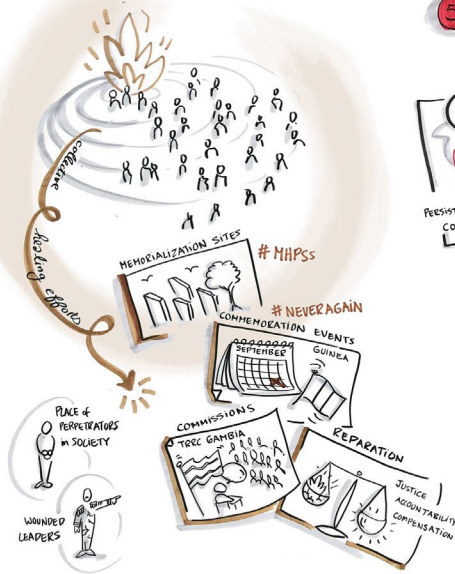 collective
healing efforts
MEMORIALIZATION SITES
#MHPSS
#NEVERAGAIN
COMMEMORATION EVENTS
SEPTEMBER
GUINEA
COMMISSIONS
TRRC GAMBIA
REPARATION
JUSTICE
ACCOUNTABILITY
COMPENSATION
PLACE of
PERPETRATORS
in SOCIETY
WOUNDED
LEADERS
5
PERSIST
CO